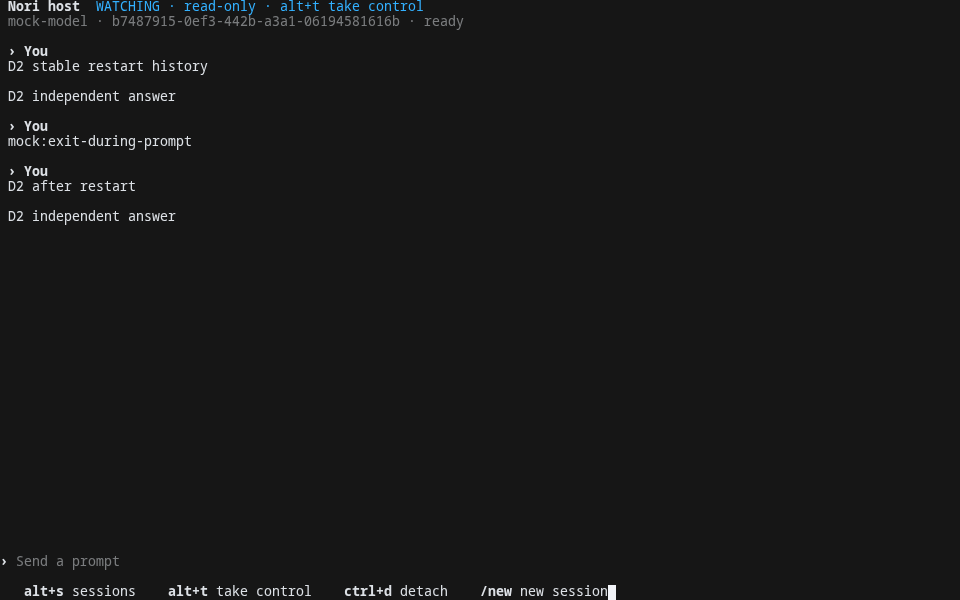 Nori host  WATCHING · read-only · alt+t take control
mock-model · b7487915-0ef3-442b-a3a1-06194581616b · ready
› You
D2 stable restart history
D2 independent answer
› You
mock:exit-during-prompt
› You
D2 after restart
D2 independent answer
› Send a prompt
alt+s sessions    alt+t take control    ctrl+d detach    /new new session